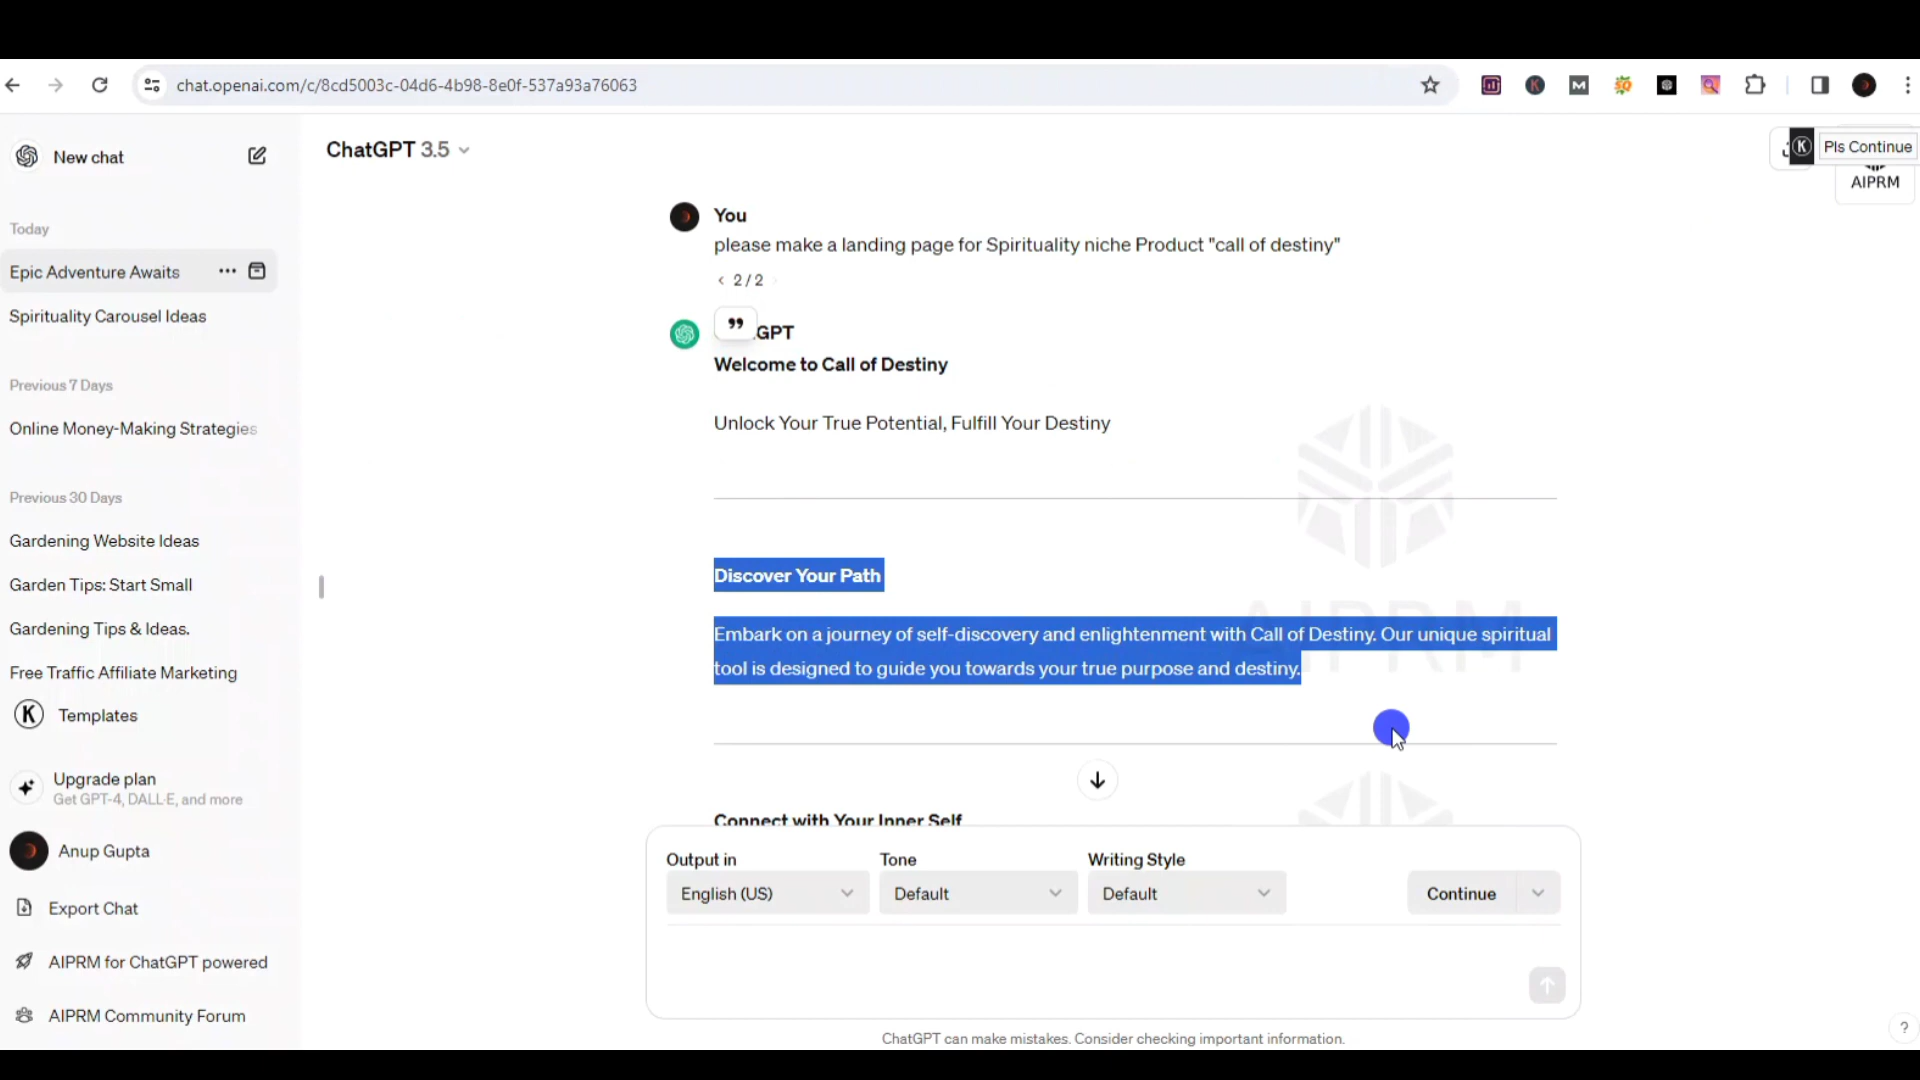 chat.openai.com/c/8cd5003c-04d6-4b98-8e0f-537a93a76063
New chat
ChatGPT 3.5
K
Pls Continue
AIPRM
Today
Epic Adventure Awaits
Spirituality Carousel Ideas
Previous 7 Days
Online Money-Making Strategies
Previous 30 Days
Gardening Website Ideas
Garden Tips: Start Small
Gardening Tips & Ideas.
Free Traffic Affiliate Marketing
K Templates
Upgrade plan
Get GPT-4, DALL·E, and more
Anup Gupta
Export Chat
AIPRM for ChatGPT powered
AIPRM Community Forum
You
please make a landing page for Spirituality niche Product "call of destiny"
< 2 / 2
GPT
Welcome to Call of Destiny
Unlock Your True Potential, Fulfill Your Destiny
Discover Your Path
Embark on a journey of self-discovery and enlightenment with Call of Destiny. Our unique spiritual
tool is designed to guide you towards your true purpose and destiny.
AIPRM
Connect with Your Inner Self
Output in
Tone
Writing Style
English (US)
Default
Default
Continue
ChatGPT can make mistakes. Consider checking important information.
?